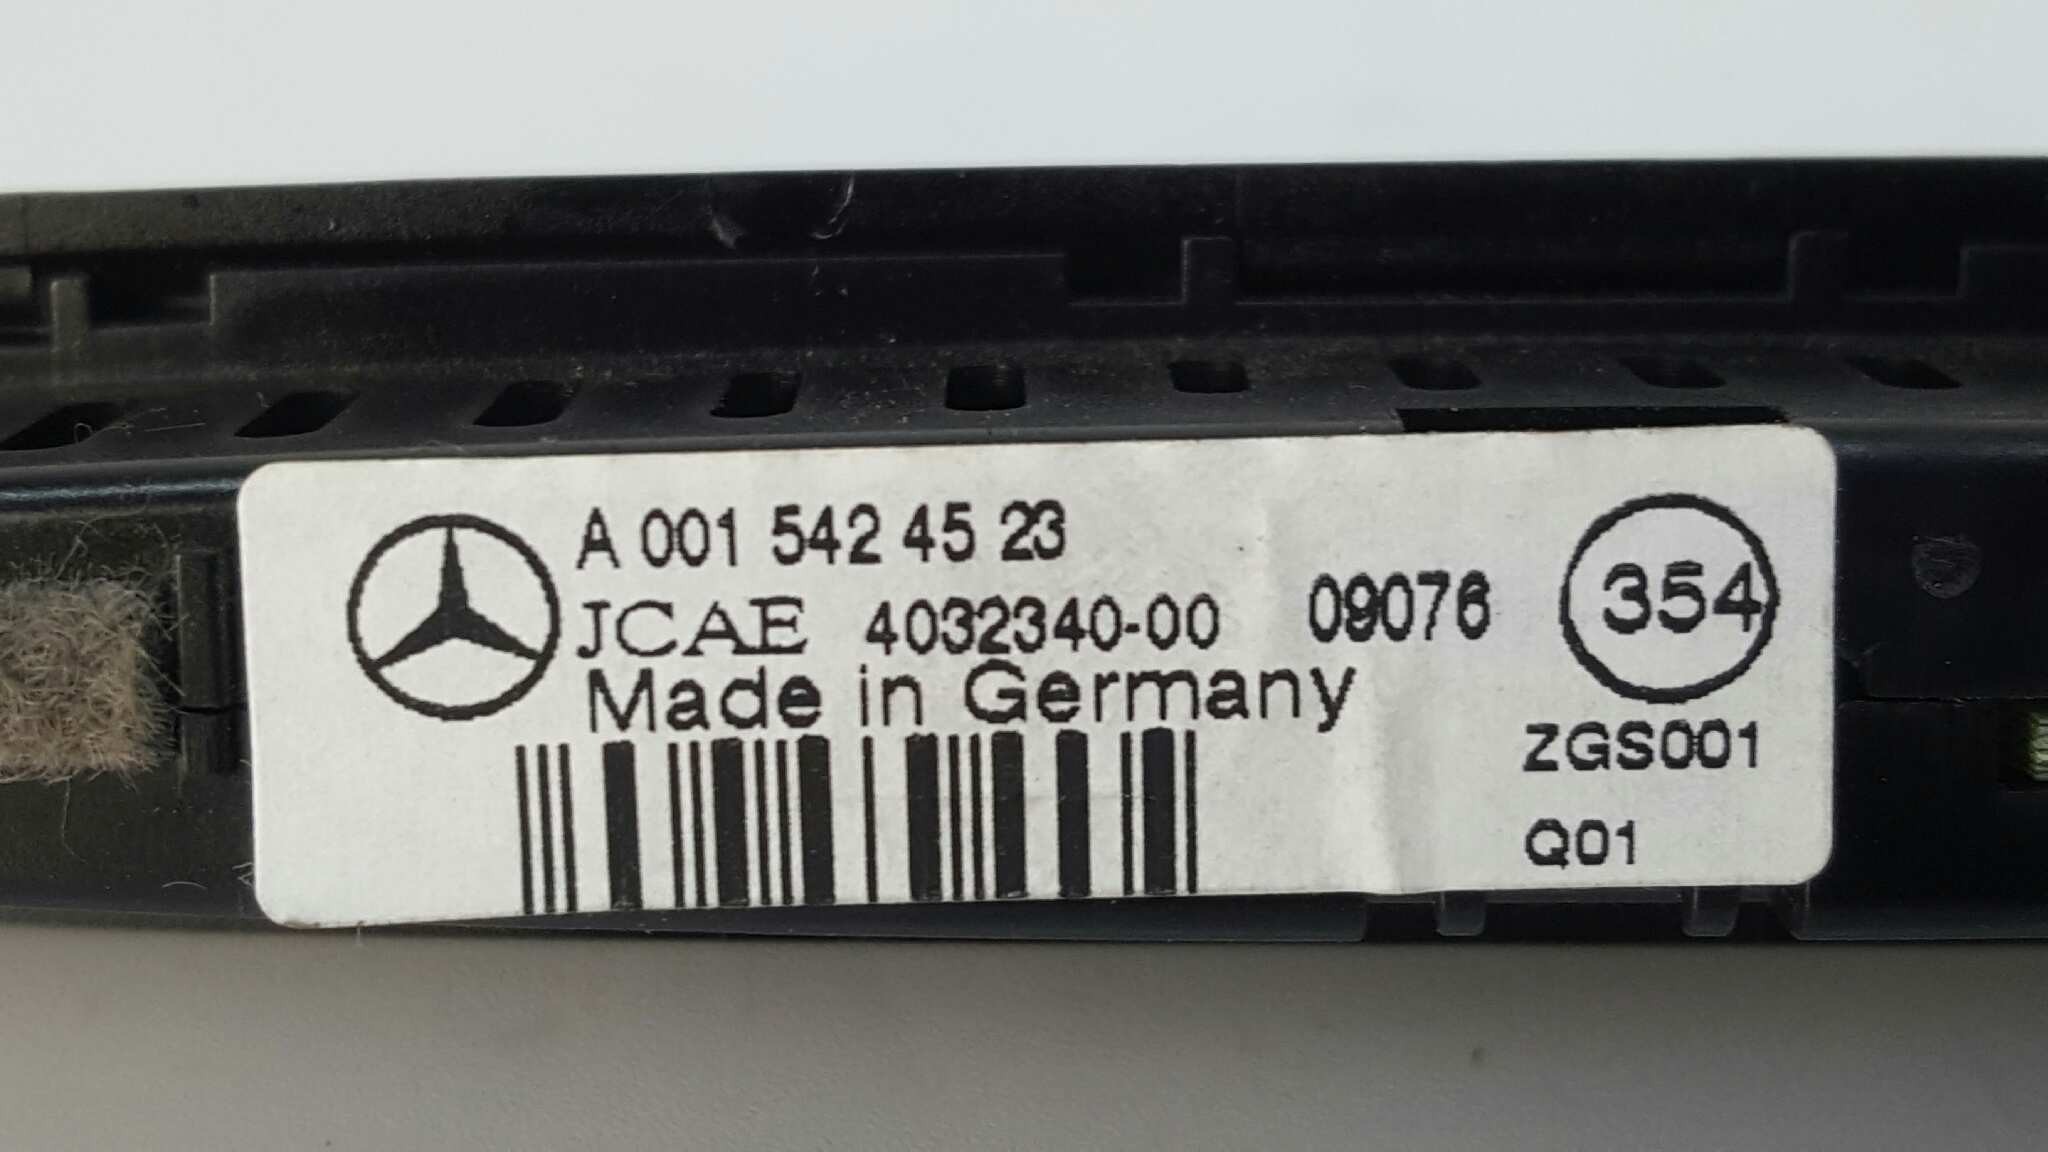 A 001 542 45 23
JCAE 4032340-00 09076
354
Made in Germany
ZGS001
Q01